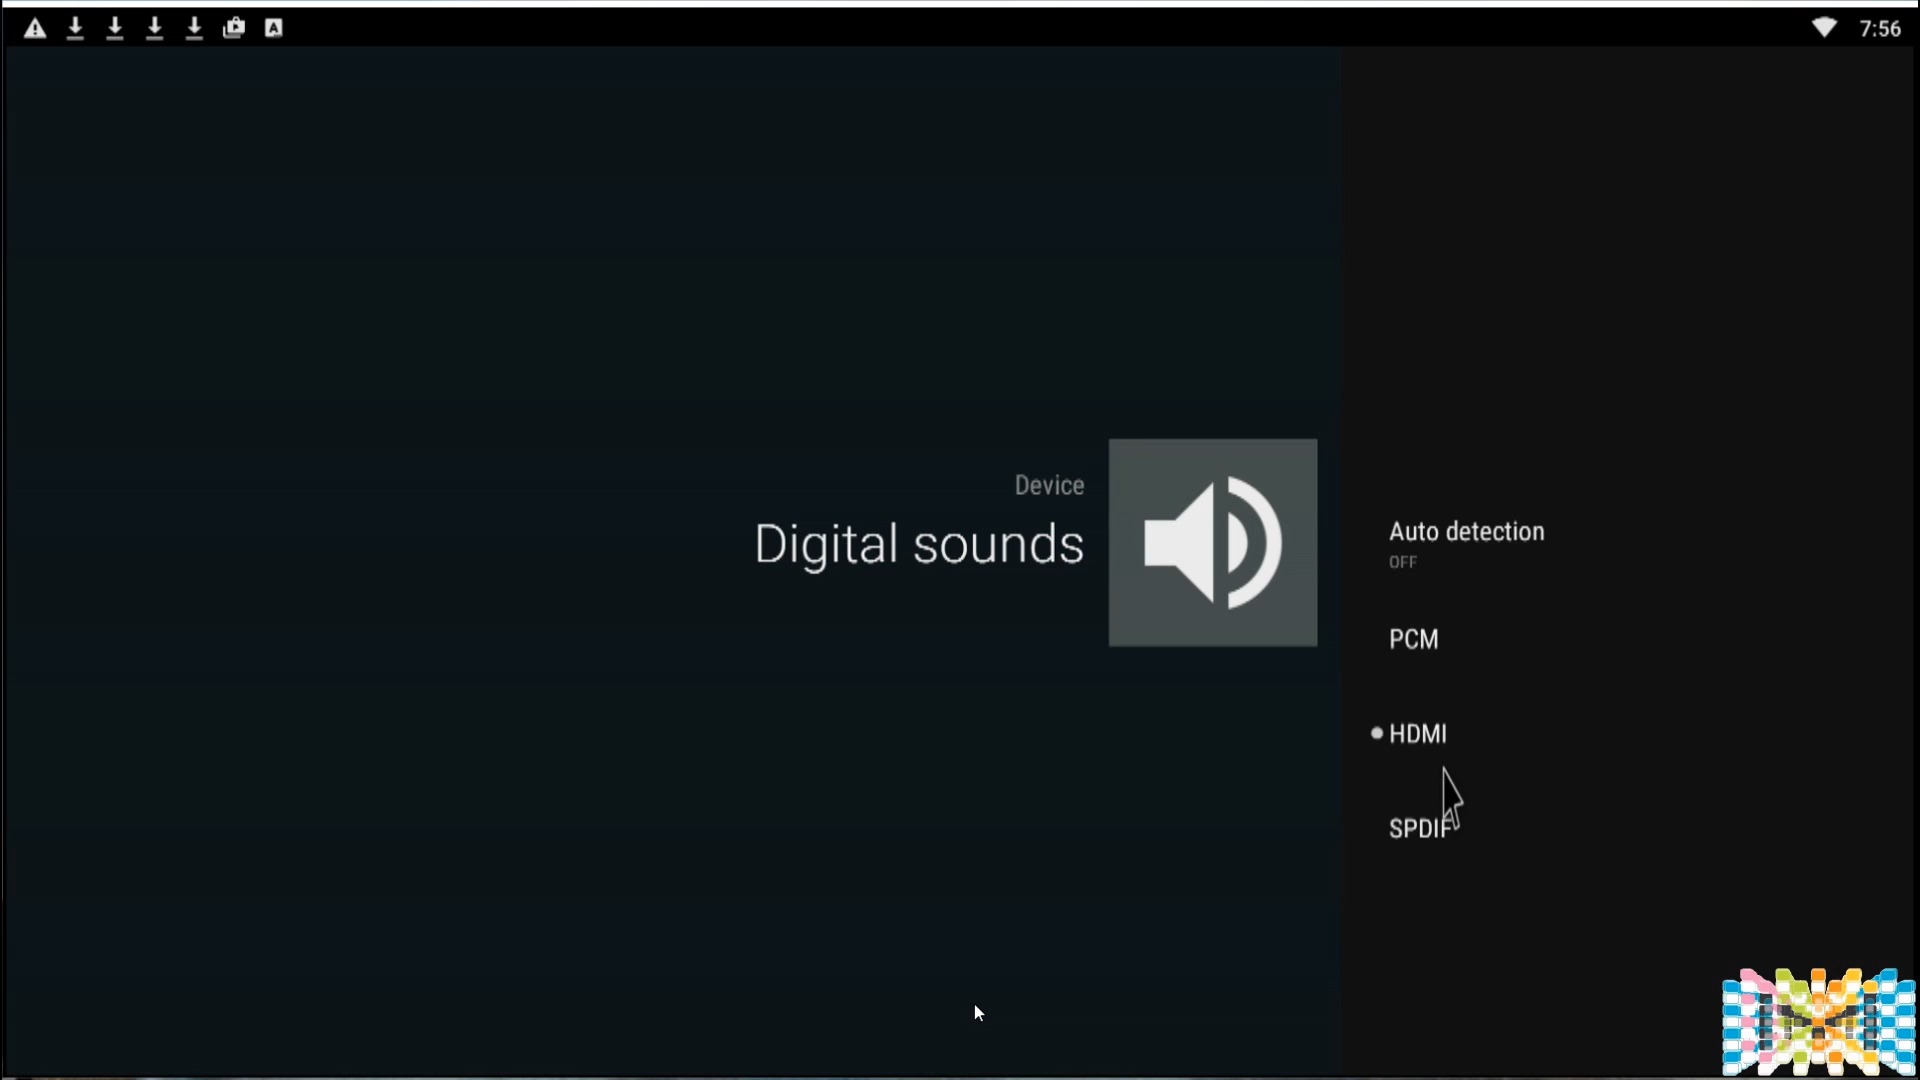 7:56
Device
Digital sounds
Auto detection
OFF
PCM
HDMI
SPDIF